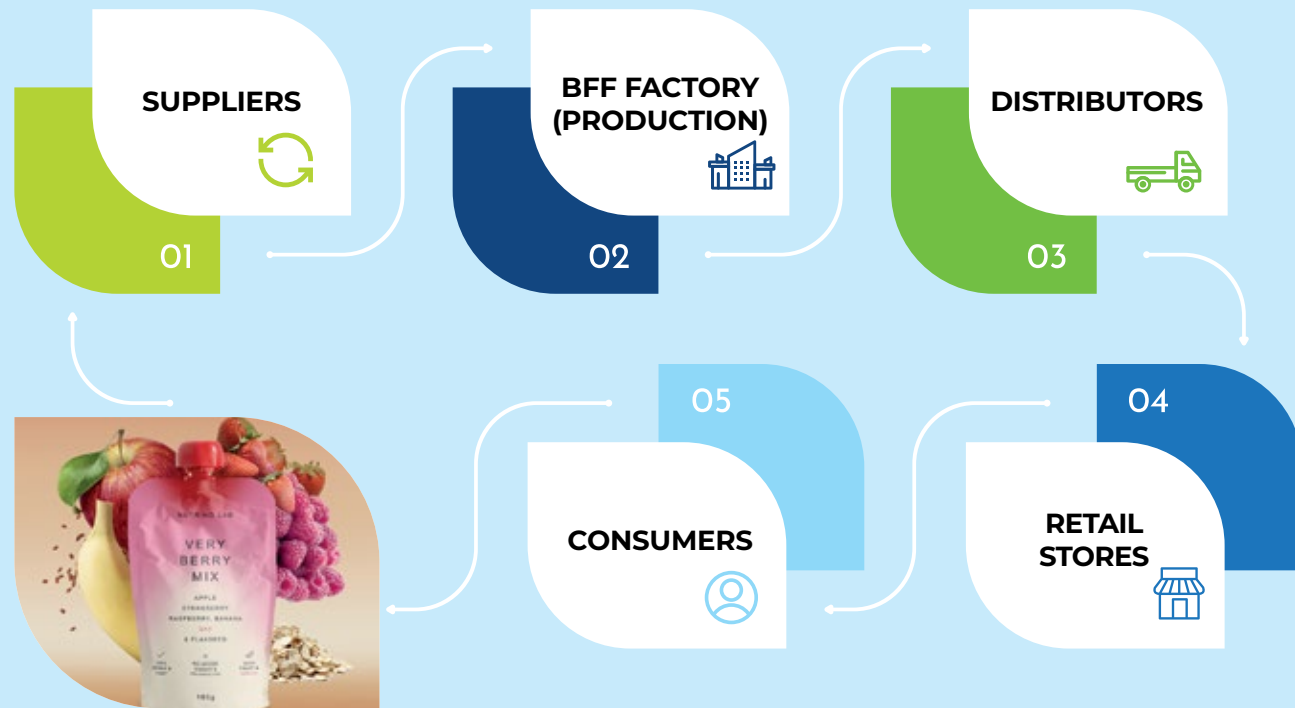 SUPPLIERS
01
BFF FACTORY
(PRODUCTION)
02
DISTRIBUTORS
03
04
RETAIL
STORES
05
CONSUMERS
VERY
BERRY
MIX
APPLE
STRAWBERRY
RASPBERRY, BANANA
OAT